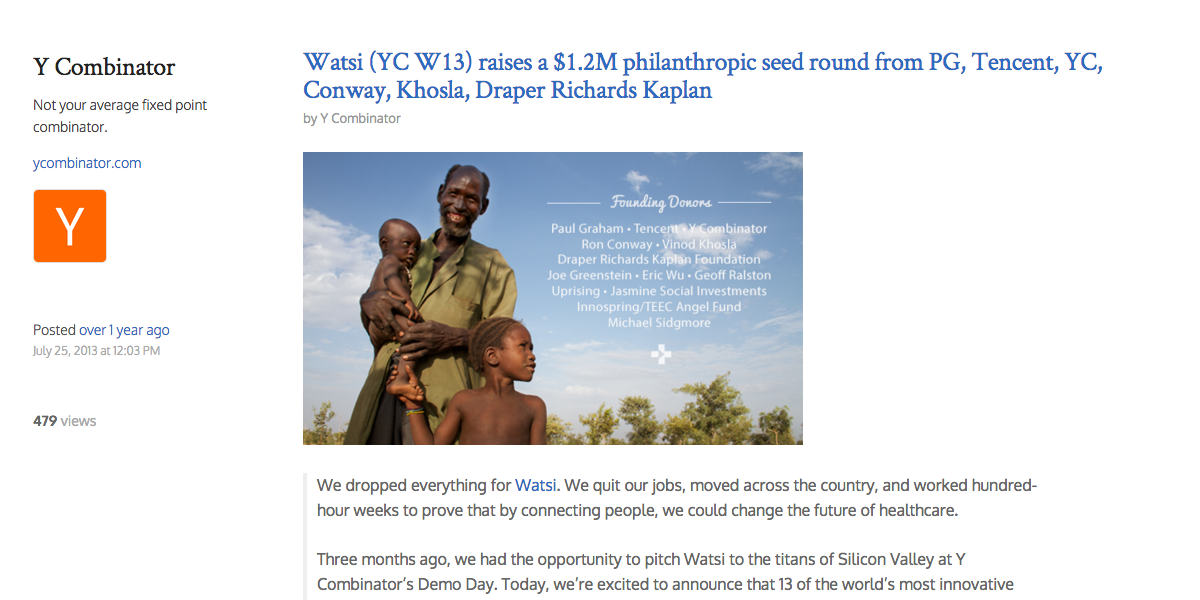 Y Combinator
Not your average fixed point
combinator.
ycombinator.com
Y
Posted over 1 year ago
July 25, 2013 at 12:03 PM
479 views
Watsi (YC W13) raises a $1.2M philanthropic seed round from PG, Tencent, YC,
Conway, Khosla, Draper Richards Kaplan
by Y Combinator
Founding Donors
Paul Graham • Tencent • Y Combinator
Ron Conway • Vinod Khosla
Draper Richards Kaplan Foundation
Joe Greenstein • Eric Wu • Geoff Ralston
Uprising • Jasmine Social Investments
Innospring/TEEC Angel Fund
Michael Sidgmore
We dropped everything for Watsi. We quit our jobs, moved across the country, and worked hundred-
hour weeks to prove that by connecting people, we could change the future of healthcare.
Three months ago, we had the opportunity to pitch Watsi to the titans of Silicon Valley at Y
Combinator’s Demo Day. Today, we’re excited to announce that 13 of the world’s most innovative